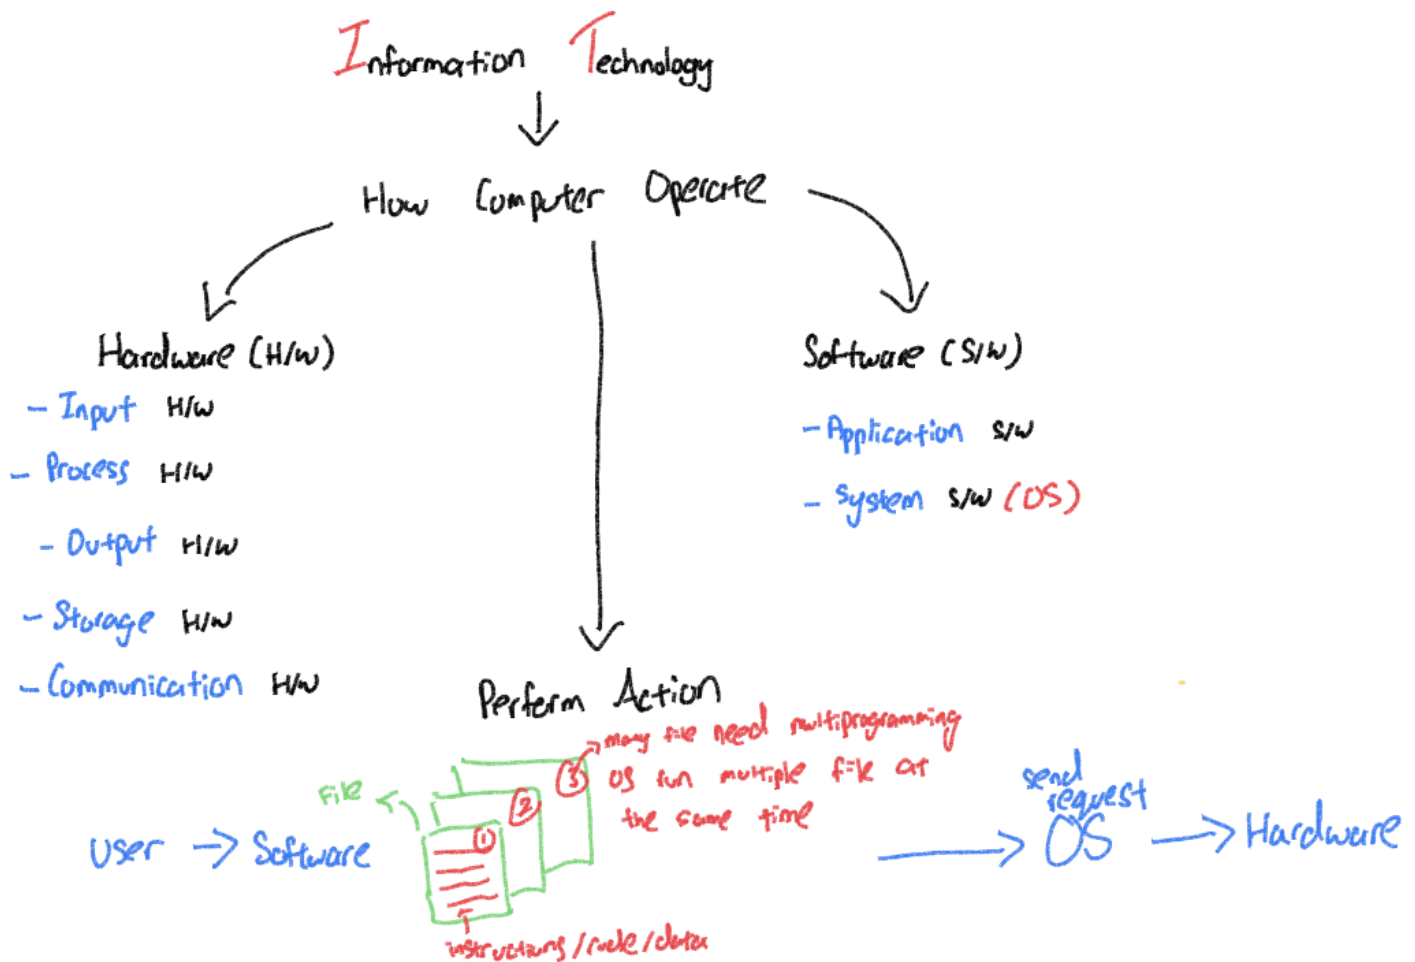 Information Technology
How Computer Operate
Hardware (H/W)
- Input H/W
- Process H/W
- Output H/W
- Storage H/W
- Communication H/W
Software (S/W)
- Application S/W
- System S/W (OS)
Perform Action
many file need multiprogramming
OS run multiple file at
the same time
File
1
2
3
User → Software
instructions/code/data
send
request
OS → Hardware